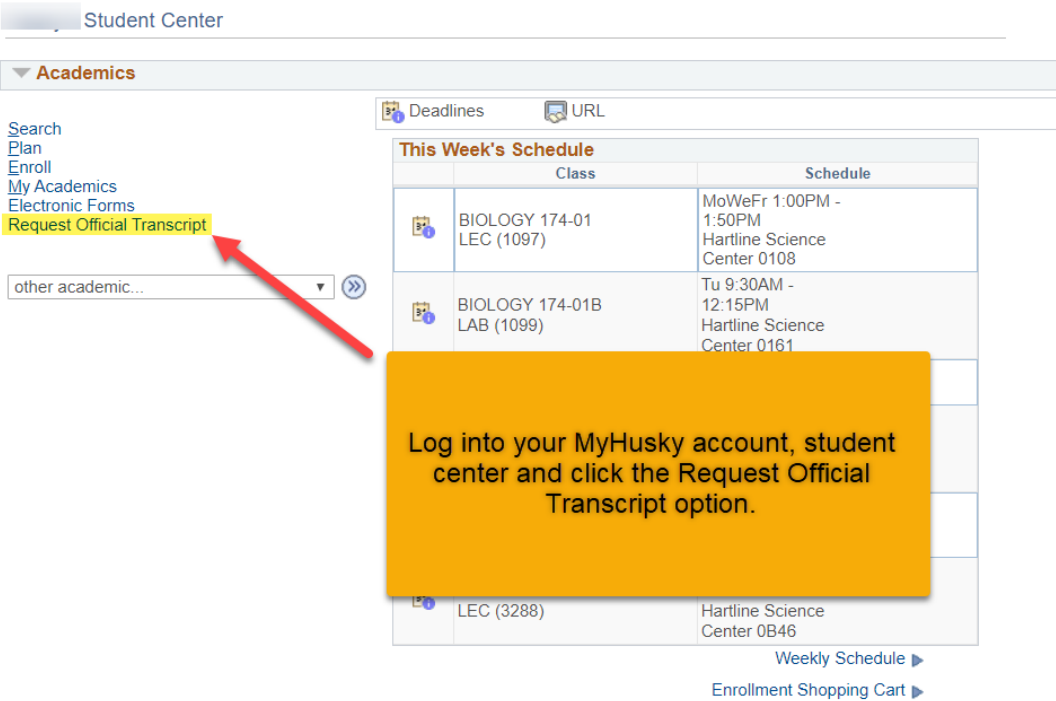 Student Center
Academics
Search
Plan
Enroll
My Academics
Electronic Forms
Request Official Transcript
other academic...
Deadlines
URL
This Week's Schedule
Class
Schedule
BIOLOGY 174-01
LEC (1097)
MoWeFr 1:00PM -
1:50PM
Hartline Science
Center 0108
BIOLOGY 174-01B
LAB (1099)
Tu 9:30AM -
12:15PM
Hartline Science
Center 0161
Log into your MyHusky account, student
center and click the Request Official
Transcript option.
LEC (3288)
Hartline Science
Center 0B46
Weekly Schedule
Enrollment Shopping Cart